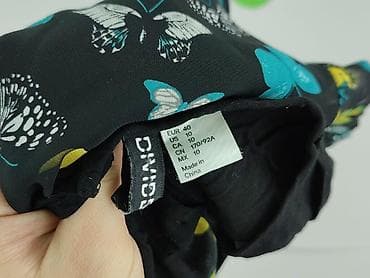 DIVIDED
EUR 40
US 10
CA 10
CN 170/92A
MX 10
Made in
China